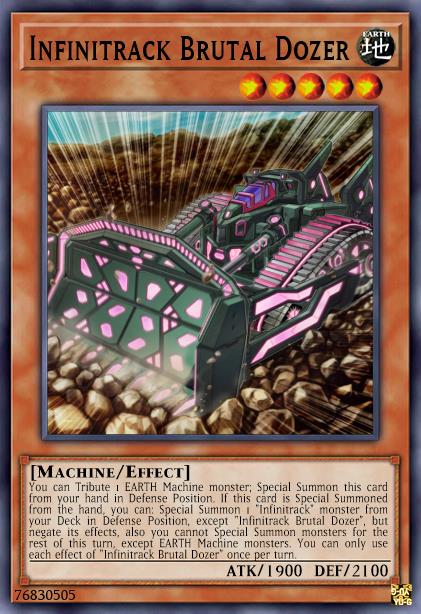 INFINITRACK BRUTAL DOZER
EARTH
地
[MACHINE/EFFECT]
You can Tribute 1 EARTH Machine monster; Special Summon this card
from your hand in Defense Position. If this card is Special Summoned
from the hand, you can: Special Summon 1 "Infinitrack" monster from
your Deck in Defense Position, except "Infinitrack Brutal Dozer", but
negate its effects, also you cannot Special Summon monsters for the
rest of this turn, except EARTH Machine monsters. You can only use
each effect of "Infinitrack Brutal Dozer" once per turn.
ATK/1900 DEF/2100
76830505